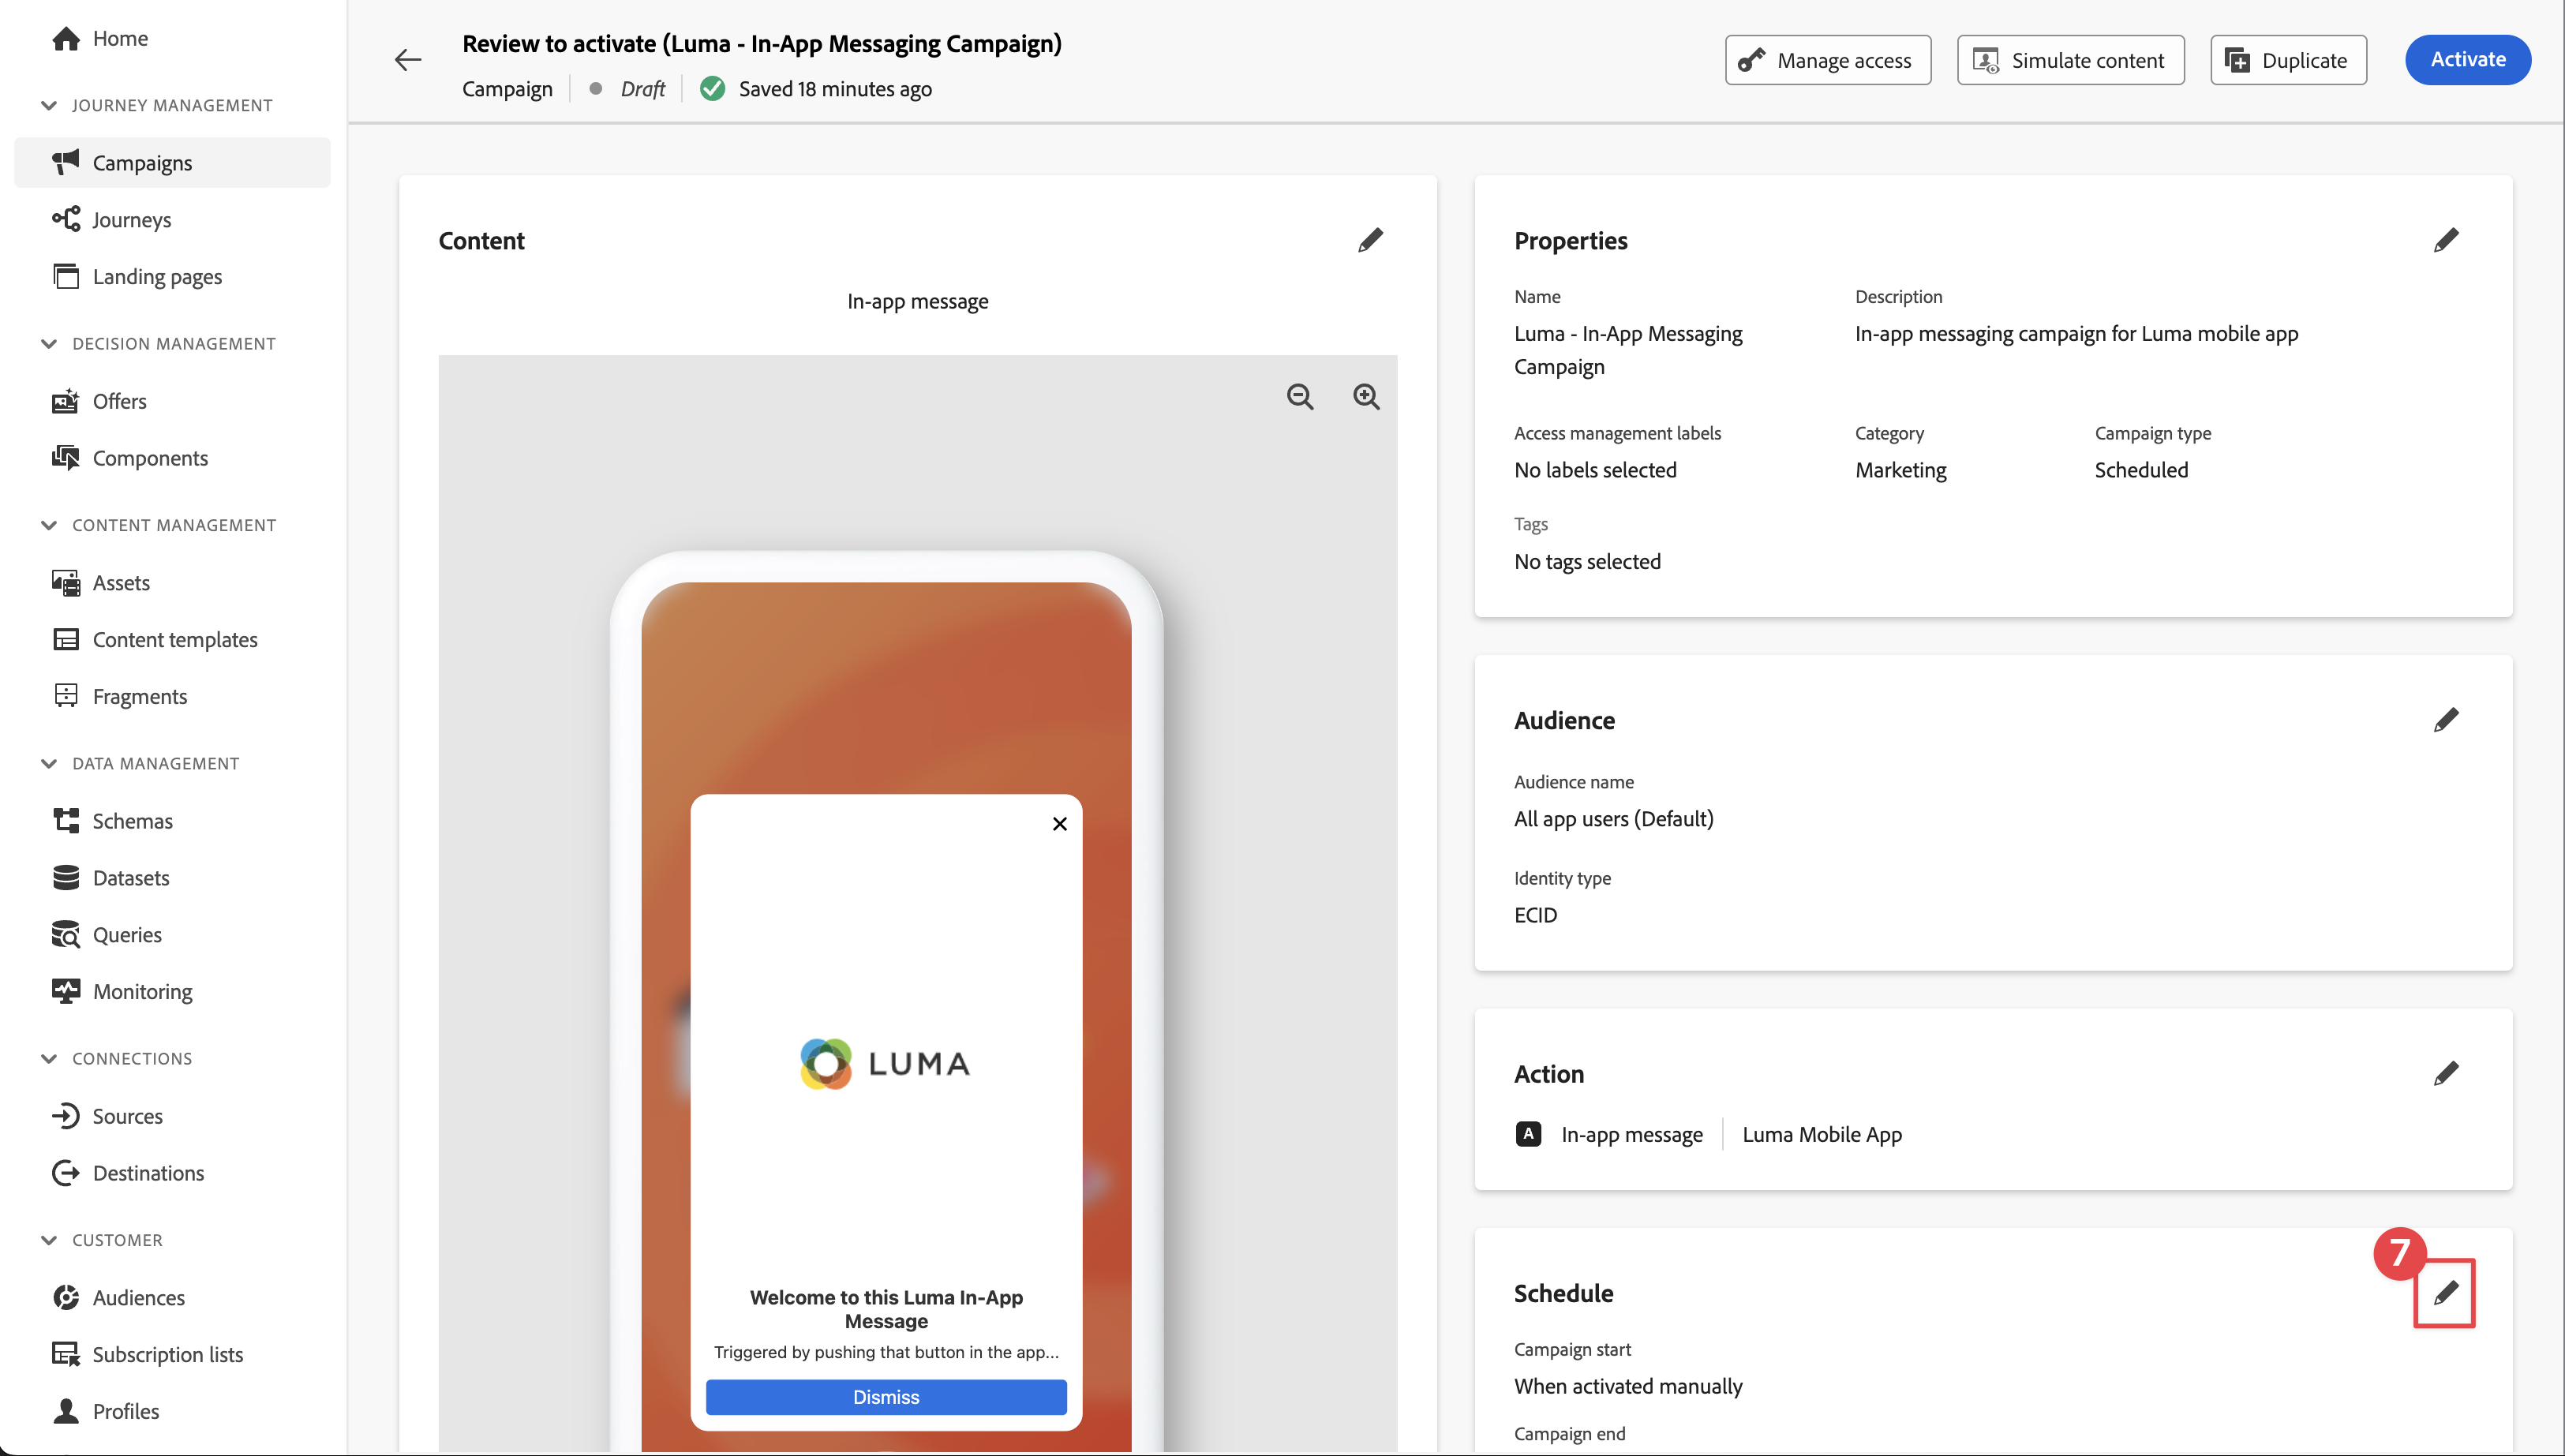 Home
JOURNEY MANAGEMENT
Campaigns
Journeys
Landing pages
DECISION MANAGEMENT
Offers
Components
CONTENT MANAGEMENT
Assets
Content templates
Fragments
DATA MANAGEMENT
Schemas
Datasets
Queries
Monitoring
CONNECTIONS
Sources
Destinations
CUSTOMER
Audiences
Subscription lists
Profiles
Review to activate (Luma - In-App Messaging Campaign)
Campaign Draft Saved 18 minutes ago
Manage access
Simulate content
Duplicate
Activate
Content
In-app message
LUMA
Welcome to this Luma In-App
Message
Triggered by pushing that button in the app...
Dismiss
Properties
Name
Luma - In-App Messaging
Campaign
Description
In-app messaging campaign for Luma mobile app
Access management labels
No labels selected
Category
Marketing
Campaign type
Scheduled
Tags
No tags selected
Audience
Audience name
All app users (Default)
Identity type
ECID
Action
A In-app message Luma Mobile App
7
Schedule
Campaign start
When activated manually
Campaign end